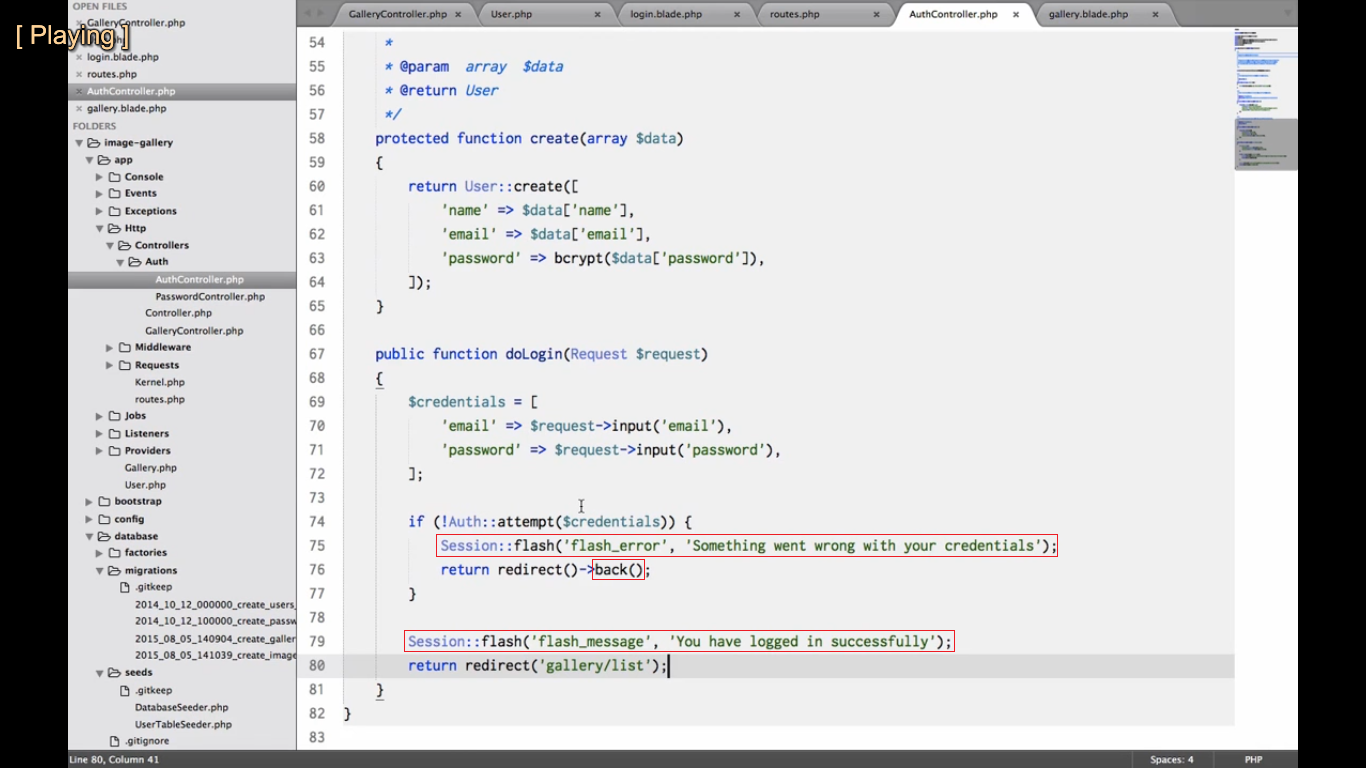 OPEN FILES
GalleryController.php
[ Playing ]
login.blade.php
routes.php
AuthController.php
gallery.blade.php
FOLDERS
image-gallery
app
Console
Events
Exceptions
Http
Controllers
Auth
AuthController.php
PasswordController.php
Controller.php
GalleryController.php
Middleware
Requests
Kernel.php
routes.php
Jobs
Listeners
Providers
Gallery.php
User.php
bootstrap
config
database
factories
migrations
.gitkeep
2014_10_12_000000_create_users_
2014_10_12_100000_create_passw
2015_08_05_140904_create_galler
2015_08_05_141039_create_image
seeds
.gitkeep
DatabaseSeeder.php
UserTableSeeder.php
.gitignore
GalleryController.php × User.php × login.blade.php × routes.php × AuthController.php × gallery.blade.php ×
54 *
55 * @param array $data
56 * @return User
57 */
58 protected function create(array $data)
59 {
60 return User::create([
61 'name' => $data['name'],
62 'email' => $data['email'],
63 'password' => bcrypt($data['password']),
64 ]);
65 }
66
67 public function doLogin(Request $request)
68 {
69 $credentials = [
70 'email' => $request->input('email'),
71 'password' => $request->input('password'),
72 ];
73
74 if (!Auth::attempt($credentials)) {
75 Session::flash('flash_error', 'Something went wrong with your credentials');
76 return redirect()->back();
77 }
78
79 Session::flash('flash_message', 'You have logged in successfully');
80 return redirect('gallery/list');
81 }
82 }
83
Line 80, Column 41 Spaces: 4 PHP